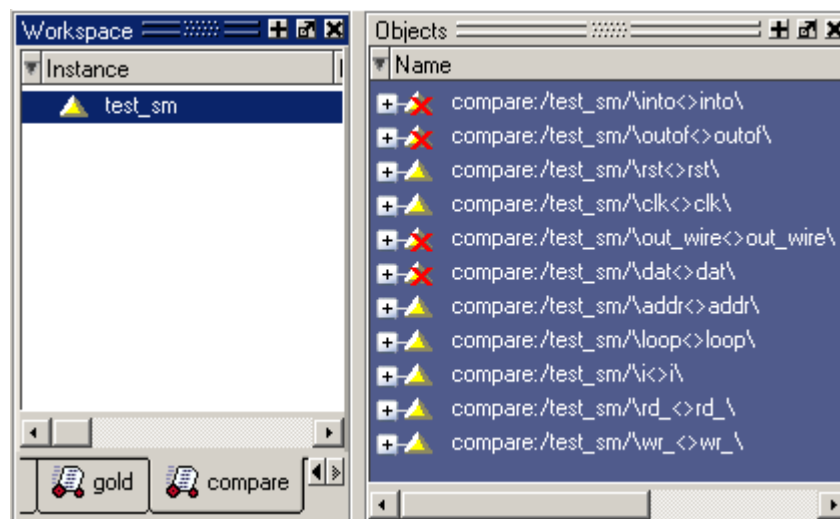 Workspace
Instance
test_sm
gold
compare
Objects
Name
compare:/test_sm/\into<>into\
compare:/test_sm/\outof<>outof\
compare:/test_sm/\rst<>rst\
compare:/test_sm/\clk<>clk\
compare:/test_sm/\out_wire<>out_wire\
compare:/test_sm/\dat<>dat\
compare:/test_sm/\addr<>addr\
compare:/test_sm/\loop<>loop\
compare:/test_sm/\i<>i\
compare:/test_sm/\rd_<>rd_\
compare:/test_sm/\wr_<>wr_\